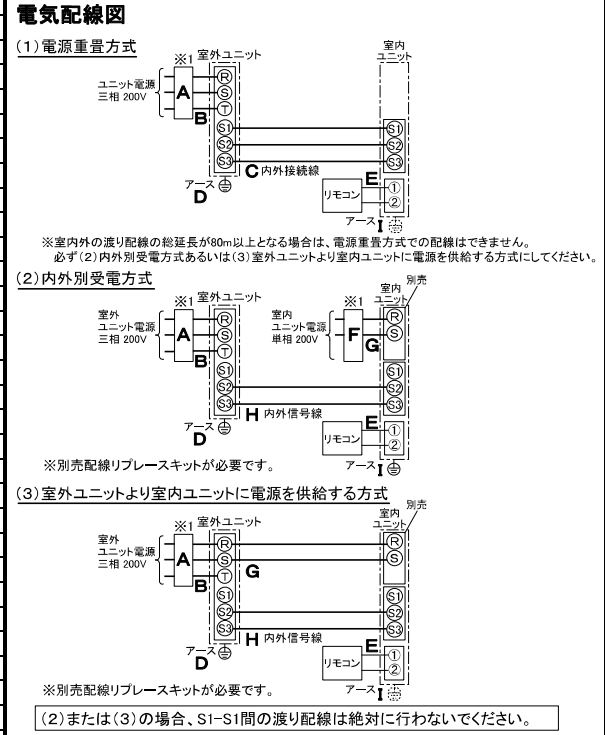 電気配線図
(1)電源重畳方式
※1
室外ユニット
室内
ユニット
ユニット電源
三相 200V
A
B
R
S
T
S1
S2
S3
S1
S2
S3
C 内外接続線
アース
D
E
リモコン
①
②
アース I
※室内外の渡り配線の総延長が80m以上となる場合は、電源重畳方式での配線はできません。
必ず(2)内外別受電方式あるいは(3)室外ユニットより室内ユニットに電源を供給する方式にしてください。
(2)内外別受電方式
※1
室外ユニット
※1
室内
ユニット
別売
室外
ユニット電源
三相 200V
A
B
R
S
T
S1
S2
S3
室内
ユニット電源
単相 200V
F
G
R
S
S1
S2
S3
H 内外信号線
アース
D
E
リモコン
①
②
アース I
※別売配線リプレースキットが必要です。
(3)室外ユニットより室内ユニットに電源を供給する方式
※1
室外ユニット
室内
ユニット
別売
室外
ユニット電源
三相 200V
A
B
R
S
T
S1
S2
S3
G
R
S
S1
S2
S3
H 内外信号線
アース
D
E
リモコン
①
②
アース I
※別売配線リプレースキットが必要です。
(2)または(3)の場合、S1-S1間の渡り配線は絶対に行わないでください。